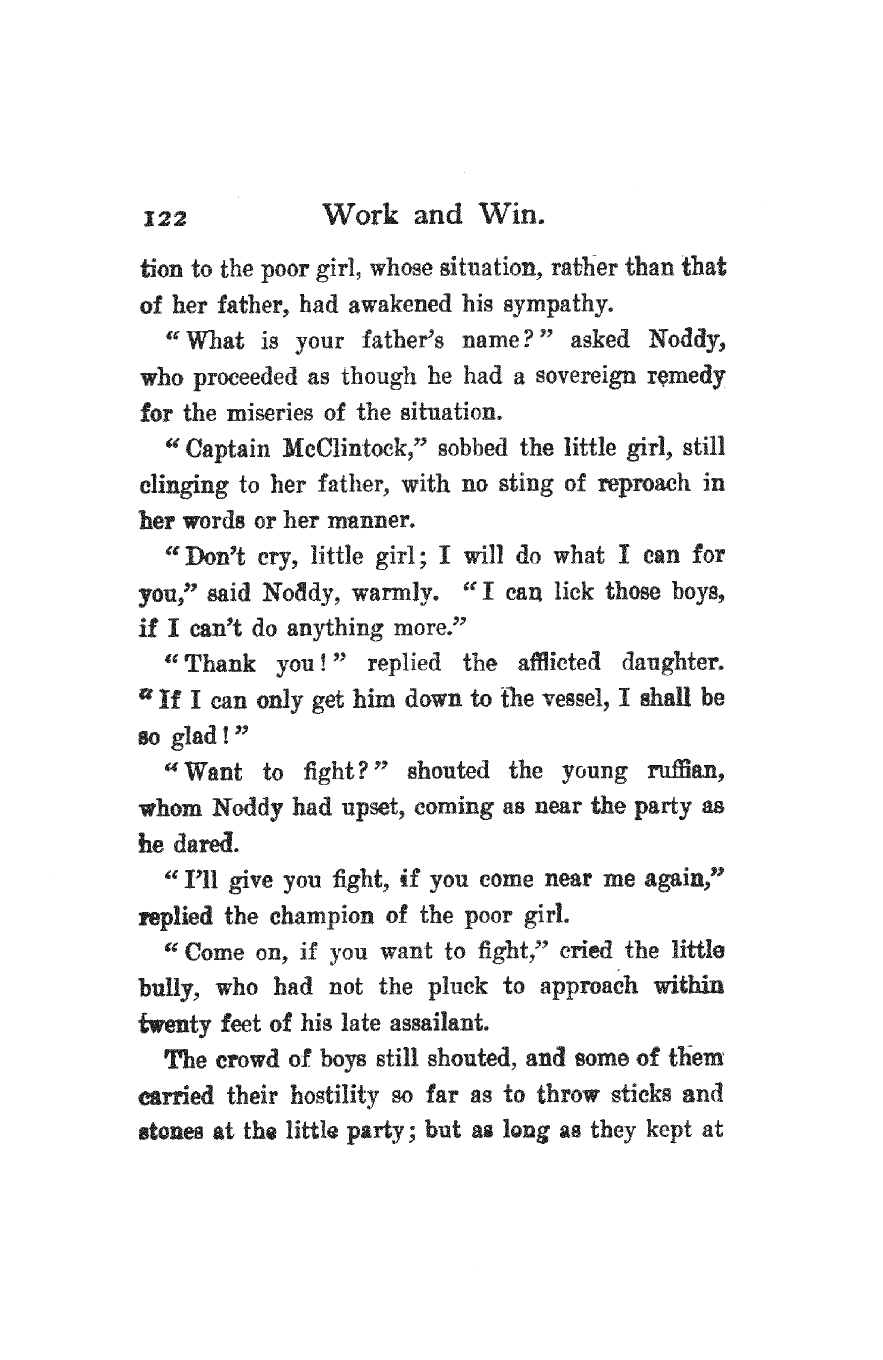 122 Work and Win.
tion to the poor girl, whose situation, rather than that
of her father, had awakened his sympathy.
“What is your father’s name?” asked Noddy,
who proceeded as though he had a sovereign remedy
for the miseries of the situation.
“Captain McClintock,” sobbed the little girl, still
clinging to her father, with no sting of reproach in
her words or her manner.
“Don’t cry, little girl; I will do what I can for
you,” said Noddy, warmly. “I can lick those boys,
if I can’t do anything more.”
“Thank you!” replied the afflicted daughter.
“If I can only get him down to the vessel, I shall be
so glad!”
“Want to fight?” shouted the young ruffian,
whom Noddy had upset, coming as near the party as
he dared.
“I’ll give you fight, if you come near me again,”
replied the champion of the poor girl.
“Come on, if you want to fight,” cried the little
bully, who had not the pluck to approach within
twenty feet of his late assailant.
The crowd of boys still shouted, and some of them
carried their hostility so far as to throw sticks and
stones at the little party; but as long as they kept at